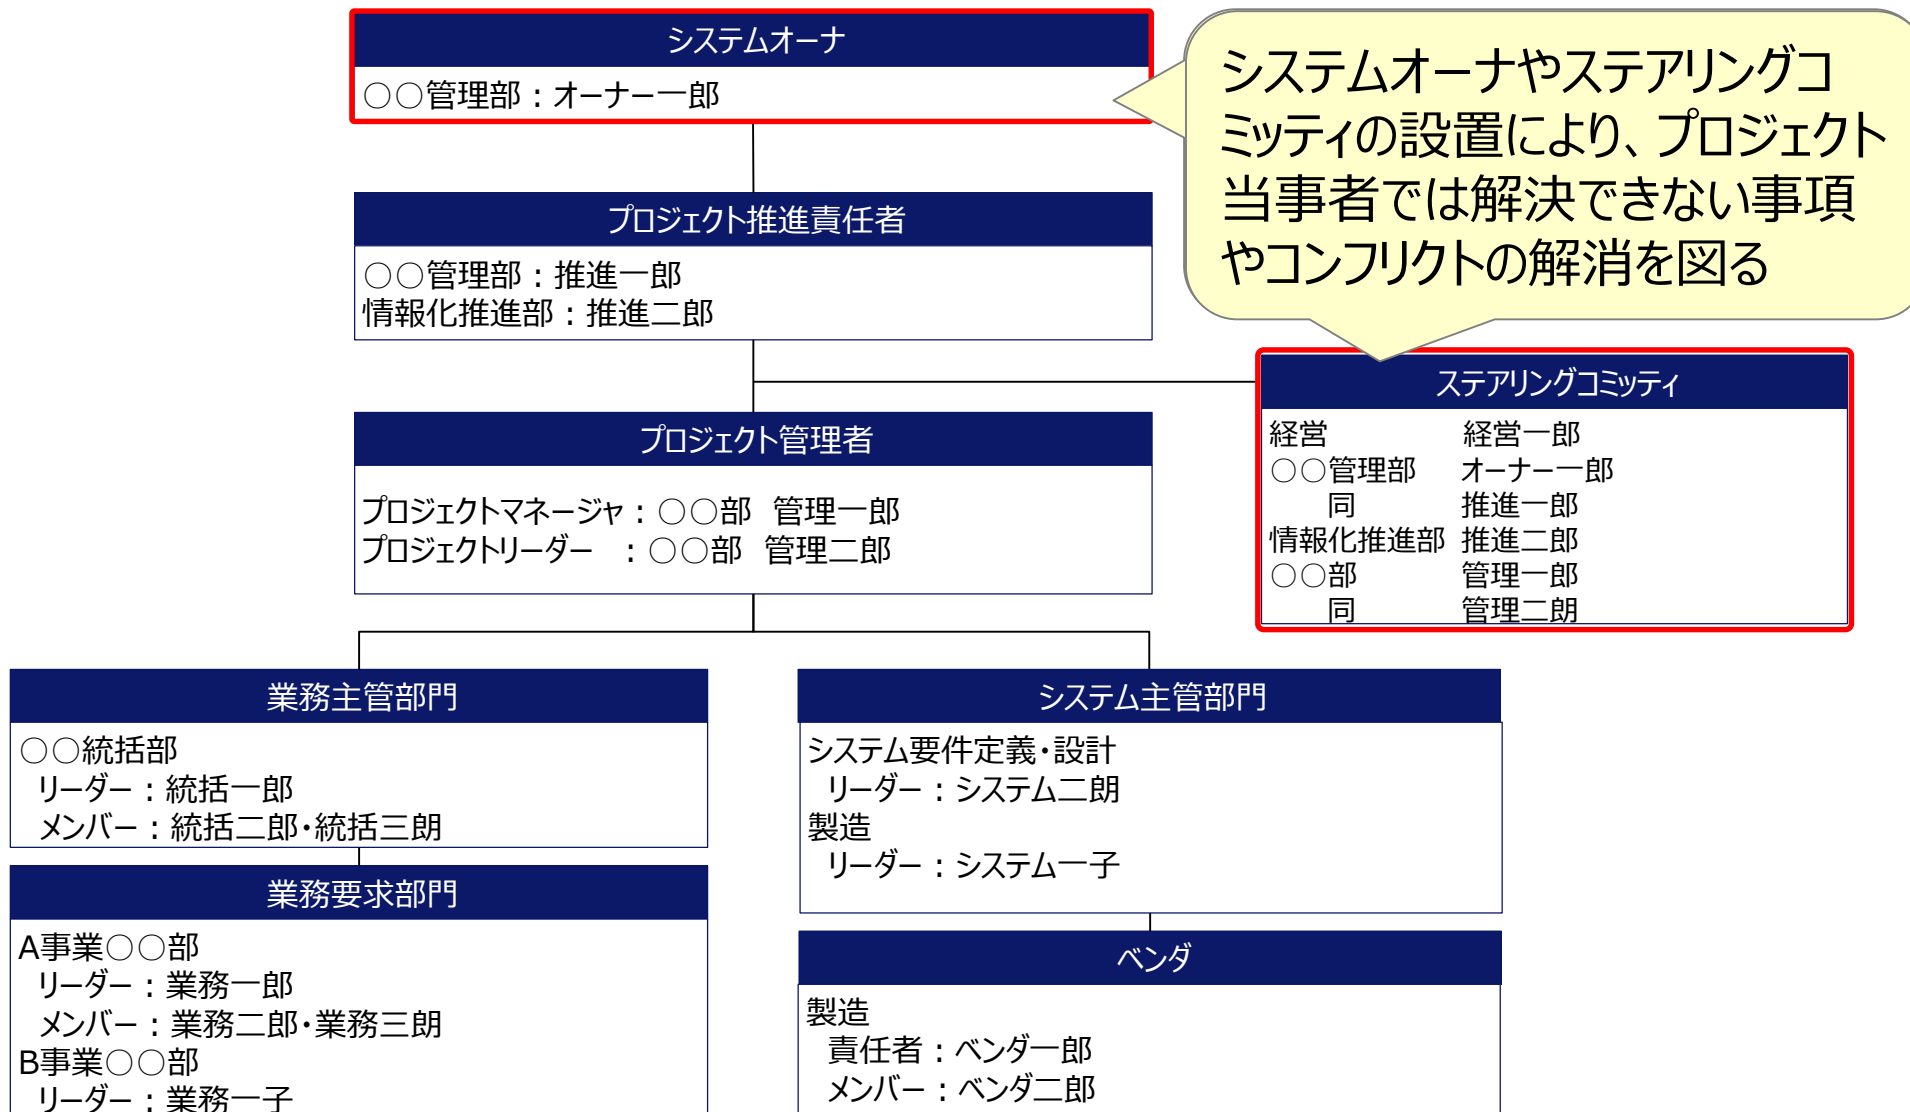 システムオーナ
○○管理部：オーナー一郎
システムオーナやステアリングコ
ミッティの設置により、プロジェクト
当事者では解決できない事項
やコンフリクトの解消を図る
プロジェクト推進責任者
○○管理部：推進一郎
情報化推進部：推進二郎
ステアリングコミッティ
経営 経営一郎
○○管理部 オーナー一郎
同 推進一郎
情報化推進部 推進二郎
○○部 管理一郎
同 管理二朗
プロジェクト管理者
プロジェクトマネージャ：○○部 管理一郎
プロジェクトリーダー ：○○部 管理二郎
業務主管部門
○○統括部
リーダー：統括一郎
メンバー：統括二郎・統括三朗
業務要求部門
A事業○○部
リーダー：業務一郎
メンバー：業務二郎・業務三朗
B事業○○部
リーダー：業務一子
システム主管部門
システム要件定義・設計
リーダー：システム二朗
製造
リーダー：システム一子
ベンダ
製造
責任者：ベンダ一郎
メンバー：ベンダ二郎